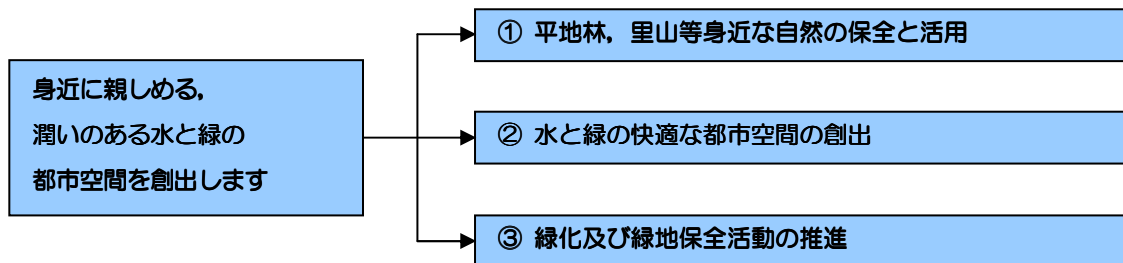 身近に親しめる，
潤いのある水と緑の
都市空間を創出します
① 平地林，里山等身近な自然の保全と活用
② 水と緑の快適な都市空間の創出
③ 緑化及び緑地保全活動の推進